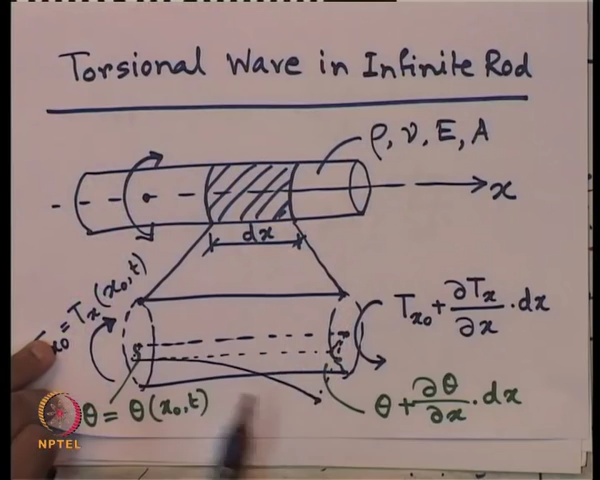 Torsional Wave in Infinite Rod
ρ, ν, E, A
x
dx
x0 = Tx(x0, t)
Tx0 + ∂Tx/∂x · dx
θ = θ(x0, t)
θ + ∂θ/∂x · dx
NPTEL